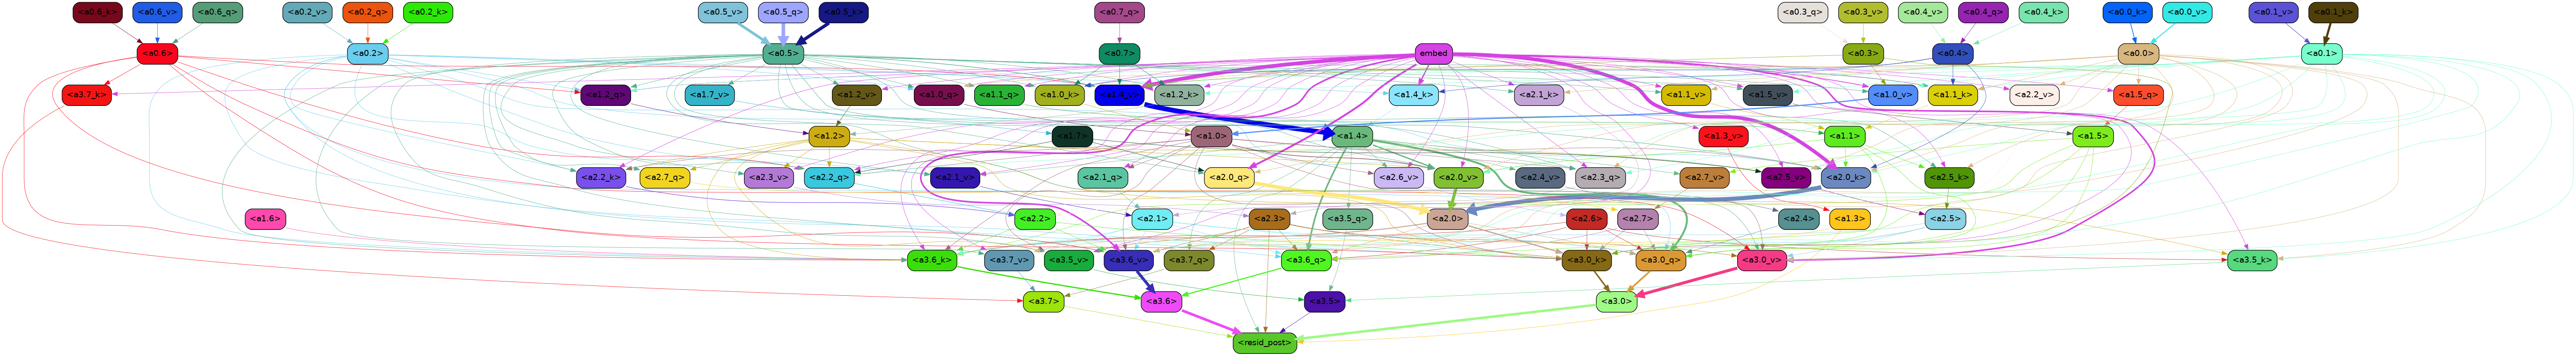 <a0.6_k> <a0.6_v> <a0.6_q> <a0.2_v> <a0.2_q> <a0.2_k> <a0.5_v> <a0.5_q> <a0.5_k> <a0.7_q> <a0.3_q> <a0.3_v> <a0.4_v> <a0.4_q> <a0.4_k> <a0.0_k> <a0.0_v> <a0.1_v> <a0.1_k>
<a0.6> <a0.2> <a0.5> <a0.7> embed <a0.3> <a0.4> <a0.0> <a0.1>
<a3.7_k> <a1.2_q> <a1.7_v> <a1.2_v> <a1.0_q> <a1.1_q> <a1.0_k> <a1.4_v> <a1.2_k> <a1.4_k> <a2.1_k> <a1.1_v> <a1.5_v> <a1.0_v> <a1.1_k> <a2.2_v> <a1.5_q>
<a1.2> <a1.7> <a1.0> <a1.4> <a1.3_v> <a1.1> <a1.5>
<a2.2_k> <a2.7_q> <a2.3_v> <a2.2_q> <a2.1_v> <a2.1_q> <a2.0_q> <a2.6_v> <a2.0_v> <a2.4_v> <a2.3_q> <a2.7_v> <a2.5_v> <a2.0_k> <a2.5_k>
<a1.6> <a2.2> <a2.1> <a2.3> <a3.5_q> <a2.0> <a2.6> <a2.7> <a2.4> <a1.3> <a2.5>
<a3.6_k> <a3.7_v> <a3.5_v> <a3.6_v> <a3.7_q> <a3.6_q> <a3.0_k> <a3.0_q> <a3.0_v> <a3.5_k>
<a3.7> <a3.6> <a3.5> <a3.0>
<resid_post>